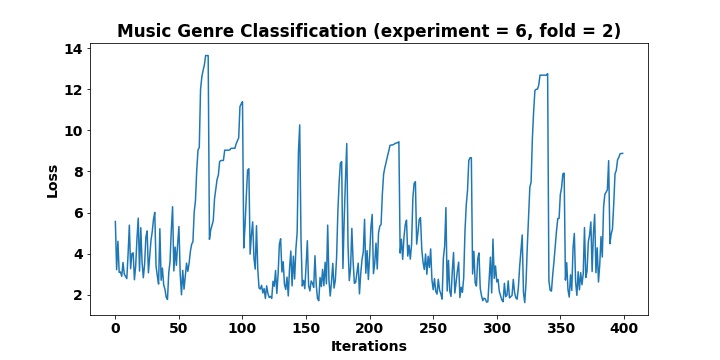 Music Genre Classification (experiment = 6, fold = 2)
14
12
10
8
6
4
2
Loss
0 50 100 150 200 250 300 350 400
Iterations